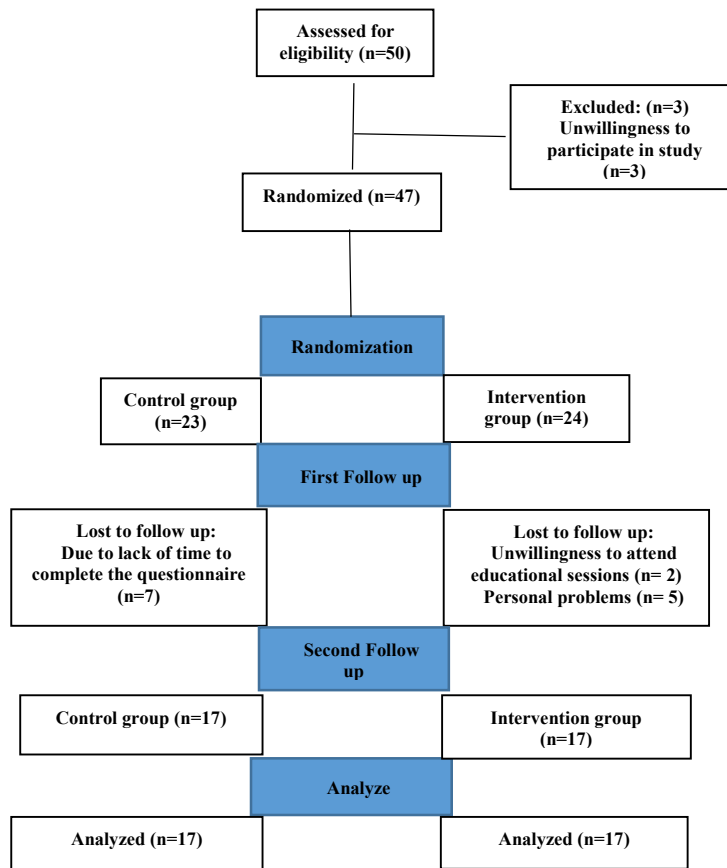 Assessed for
eligibility (n=50)
Excluded: (n=3)
Unwillingness to
participate in study
(n=3)
Randomized (n=47)
Randomization
Control group
(n=23)
Intervention
group (n=24)
First Follow up
Lost to follow up:
Due to lack of time to
complete the questionnaire
(n=7)
Lost to follow up:
Unwillingness to attend
educational sessions (n= 2)
Personal problems (n= 5)
Second Follow
up
Control group (n=17)
Intervention group
(n=17)
Analyze
Analyzed (n=17)
Analyzed (n=17)